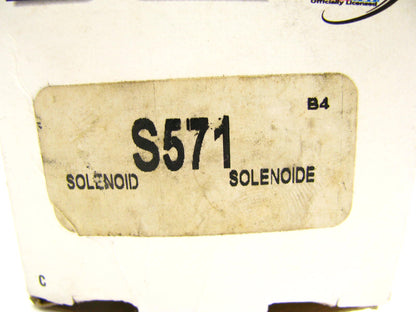 Officially Licensed
B4
S571
SOLENOID SOLENOIDE
C